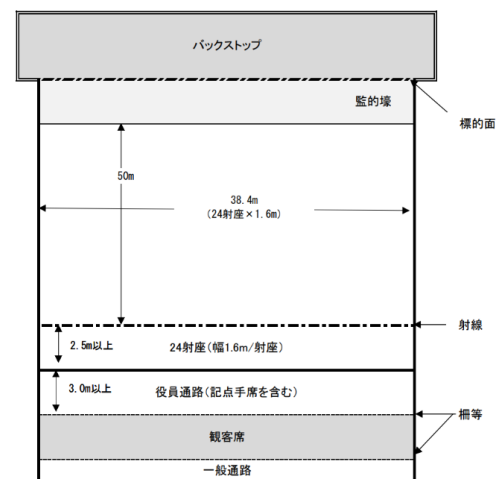 バックストップ
監的壕
標的面
50m
38.4m
(24射座×1.6m)
射線
2.5m以上
24射座(幅1.6m/射座)
3.0m以上
役員通路(記点手席を含む)
柵等
観客席
一般通路